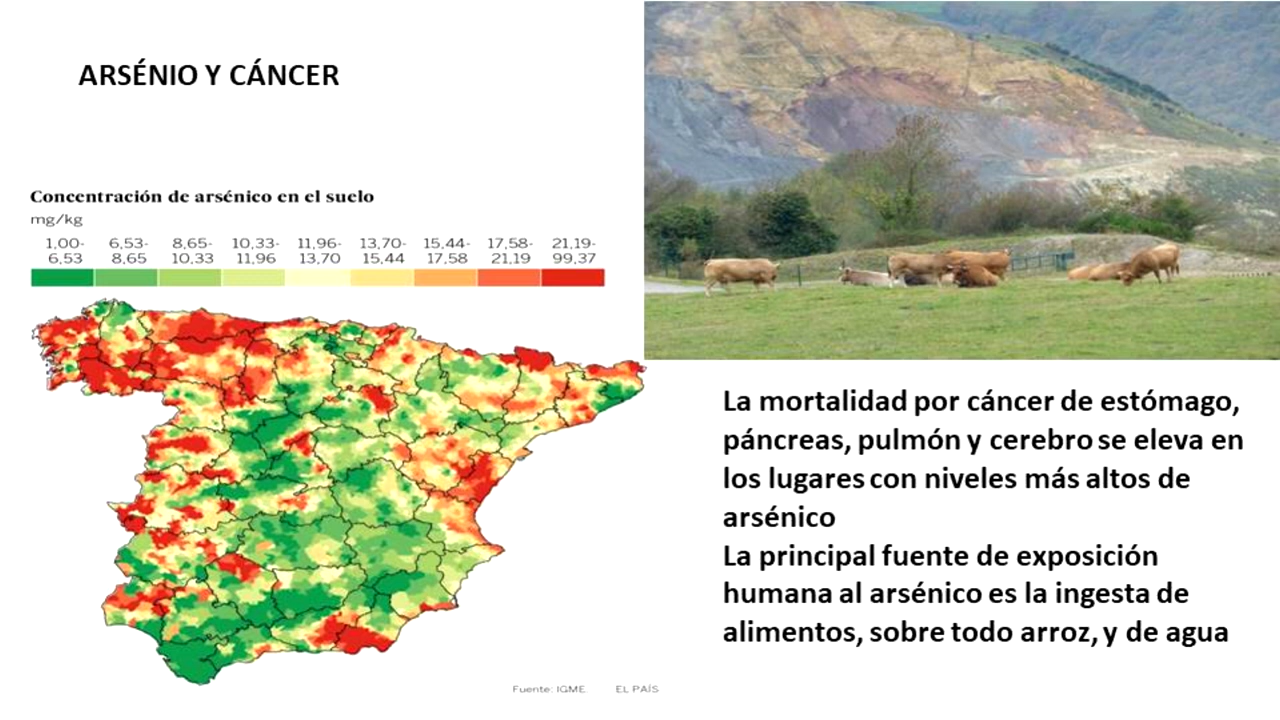 ARSÉNIO Y CÁNCER
Concentración de arsénico en el suelo
mg/kg
1,00- 6,53- 8,65- 10,33- 11,96- 13,70- 15,44- 17,58- 21,19-
6,53 8,65 10,33 11,96 13,70 15,44 17,58 21,19 99,37
La mortalidad por cáncer de estómago,
páncreas, pulmón y cerebro se eleva en
los lugares con niveles más altos de
arsénico
La principal fuente de exposición
humana al arsénico es la ingesta de
alimentos, sobre todo arroz, y de agua
Fuente: IGME EL PAÍS